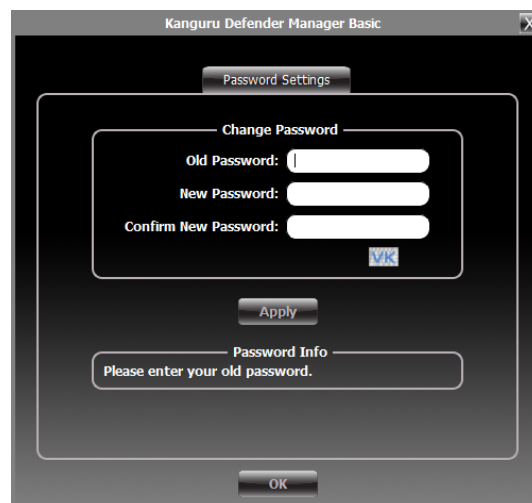 Kanguru Defender Manager Basic
X
Password Settings
Change Password
Old Password:
New Password:
Confirm New Password:
VK
Apply
Password Info
Please enter your old password.
OK